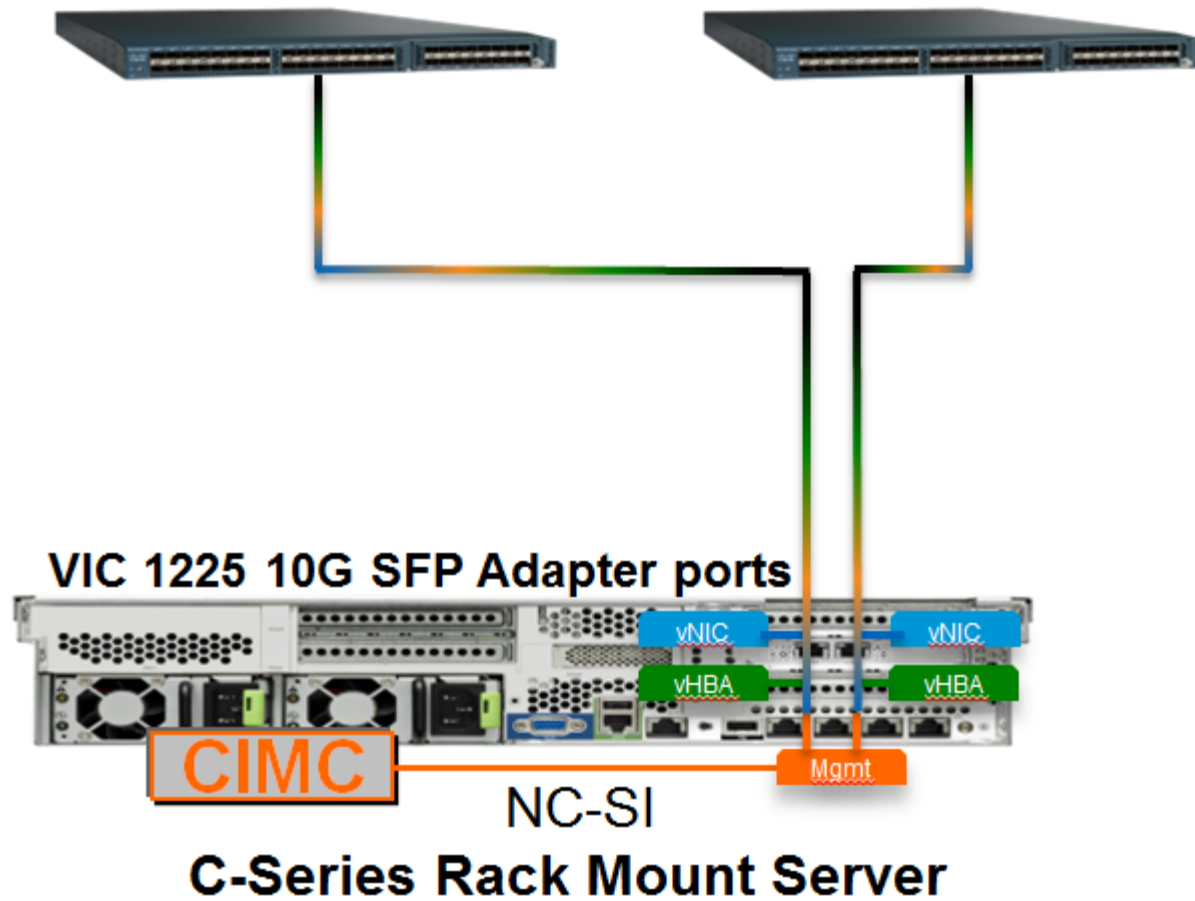 VIC 1225 10G SFP Adapter ports
vNIC vNIC
vHBA vHBA
CIMC
Mgmt
NC-SI
C-Series Rack Mount Server